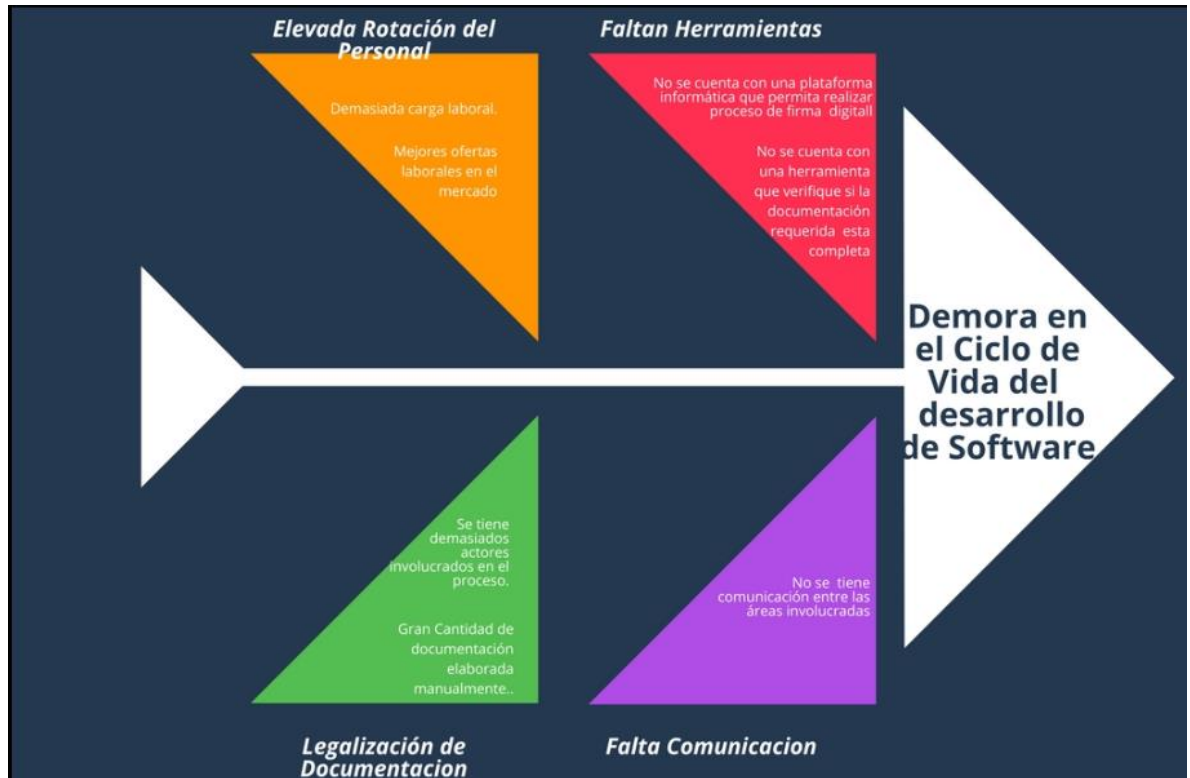 Elevada Rotación del
Personal
Demasiada carga laboral.
Mejores ofertas
laborales en el
mercado
Faltan Herramientas
No se cuenta con una plataforma
informática que permita realizar
proceso de firma  digitall
No se cuenta con
una herramienta
que verifique si la
documentación
requerida  esta
completa
Demora en
el Ciclo de
Vida del
desarrollo
de Software
Se tiene
demasiados
actores
involucrados en el
proceso.
Gran Cantidad de
documentación
elaborada
manualmente..
Legalización de
Documentacion
No se  tiene
comunicación entre las
áreas involucradas
Falta Comunicacion